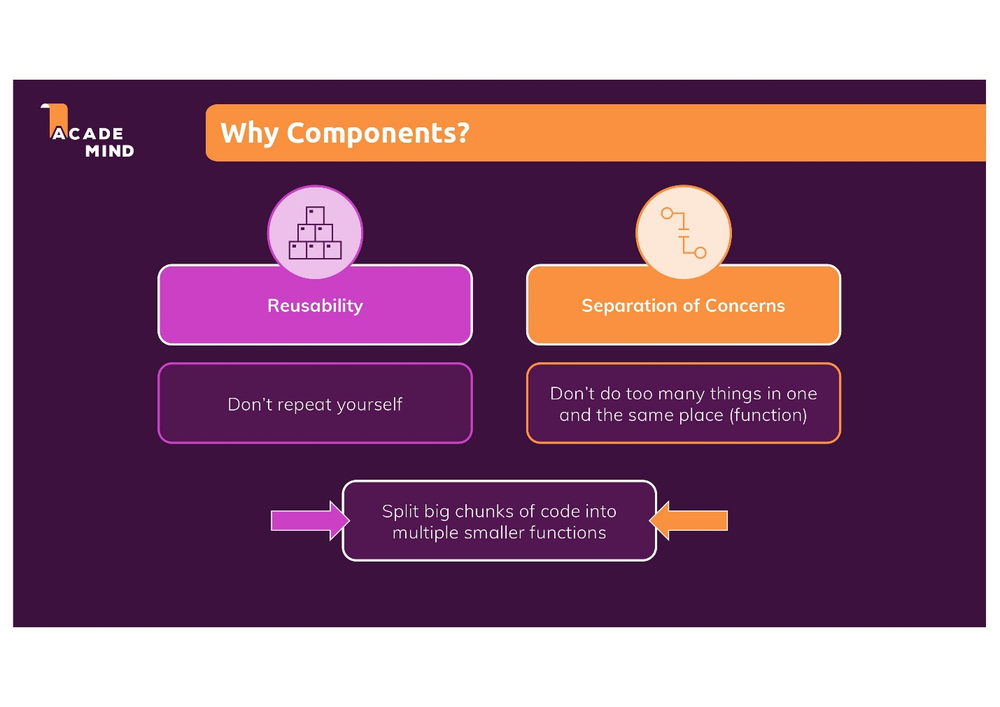 ACADE
MIND
Why Components?
Reusability
Separation of Concerns
Don't repeat yourself
Don't do too many things in one
and the same place (function)
Split big chunks of code into
multiple smaller functions